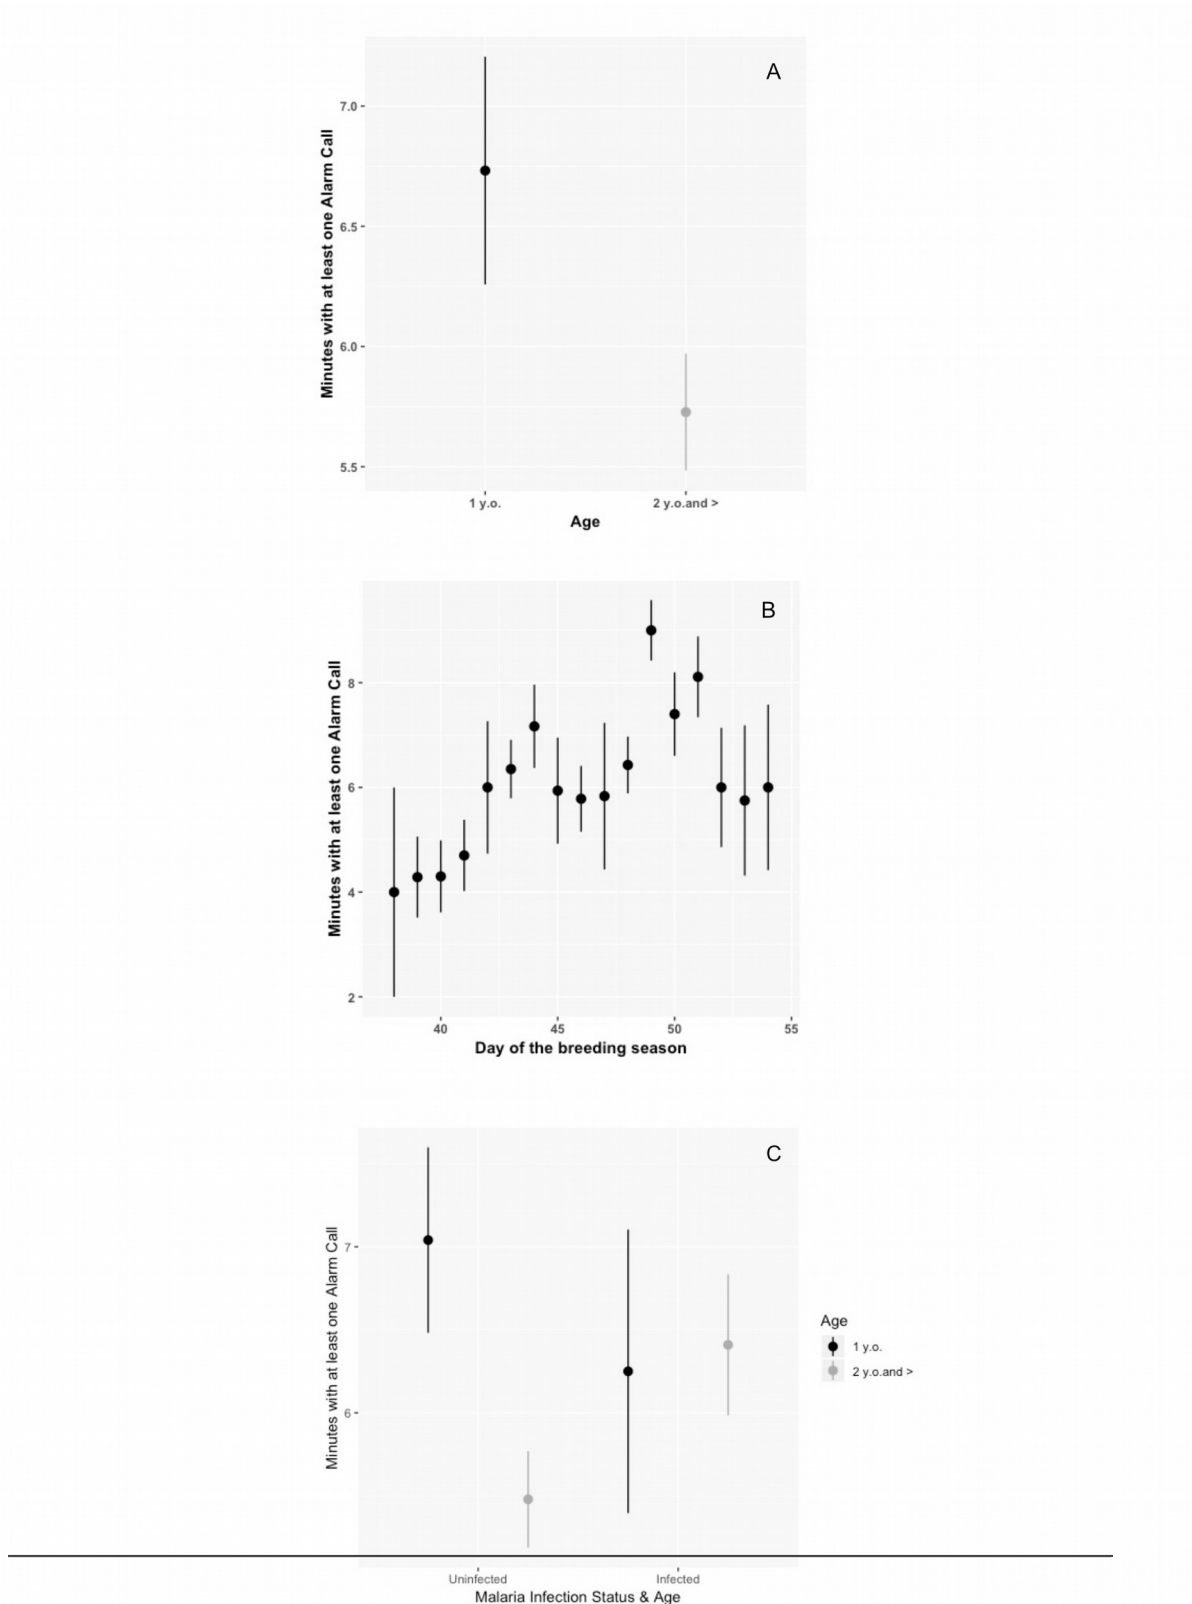 A
Minutes with at least one Alarm Call
7.0
6.5
6.0
5.5
1 y.o.
2 y.o.and >
Age
B
Minutes with at least one Alarm Call
8
6
4
2
40
45
50
55
Day of the breeding season
C
Minutes with at least one Alarm Call
7
6
Age
1 y.o.
2 y.o.and >
Uninfected
Infected
Malaria Infection Status & Age